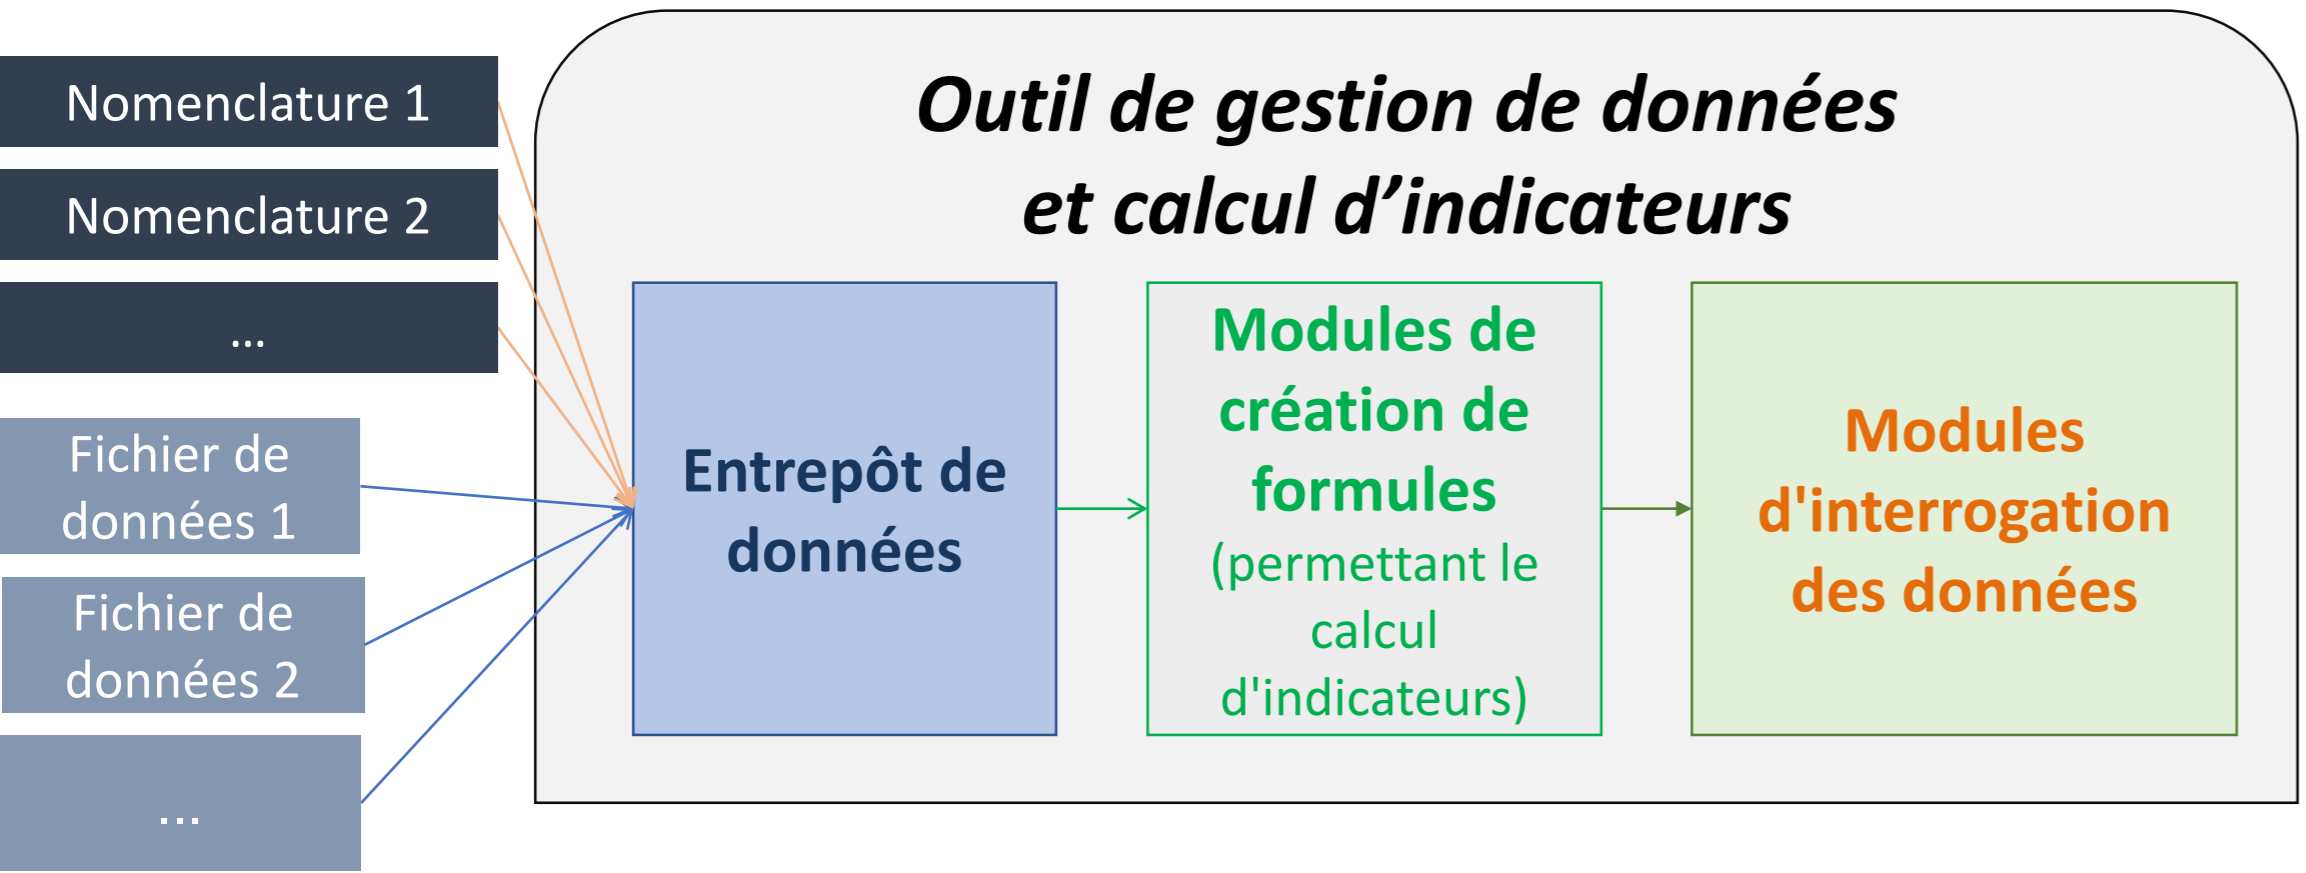 Nomenclature 1
Nomenclature 2
...
Fichier de
données 1
Fichier de
données 2
...
Outil de gestion de données
et calcul d’indicateurs
Entrepôt de
données
Modules de
création de
formules
(permettant le
calcul
d'indicateurs)
Modules
d'interrogation
des données